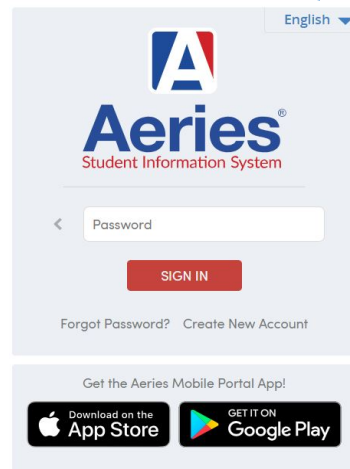 English
A
Aeries®
Student Information System
Password
SIGN IN
Forgot Password? Create New Account
Get the Aeries Mobile Portal App!
Download on the
App Store
GET IT ON
Google Play